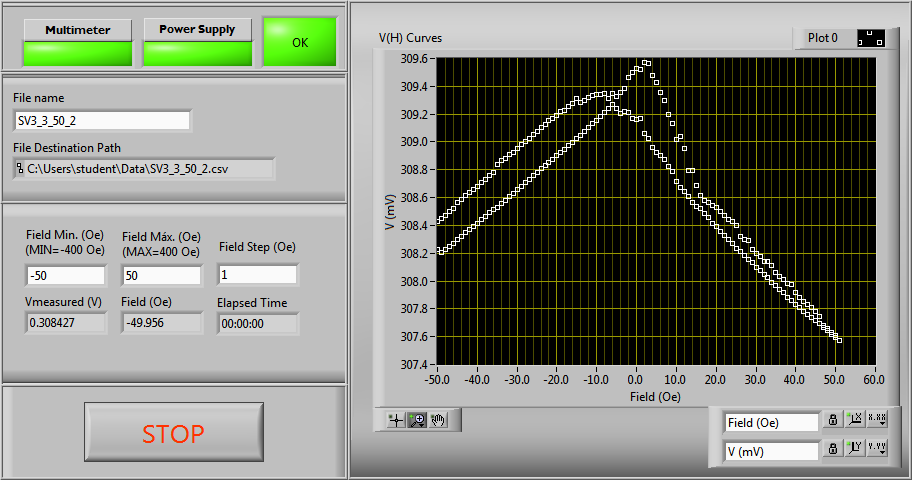 Multimeter
Power Supply
OK
File name
SV3_3_50_2
File Destination Path
C:\Users\student\Data\SV3_3_50_2.csv
Field Min. (Oe)
(MIN=-400 Oe)
Field Máx. (Oe)
(MAX=400 Oe)
Field Step (Oe)
-50
50
1
Vmeasured (V)
Field (Oe)
Elapsed Time
0.308427
-49.956
00:00:00
STOP
V(H) Curves
Plot 0
V (mV)
309.6
309.4
309.2
309.0
308.8
308.6
308.4
308.2
308.0
307.8
307.6
307.4
-50.0 -40.0 -30.0 -20.0 -10.0 0.0 10.0 20.0 30.0 40.0 50.0 60.0
Field (Oe)
Field (Oe)
X
X.XX
V (mV)
Y
Y.YY